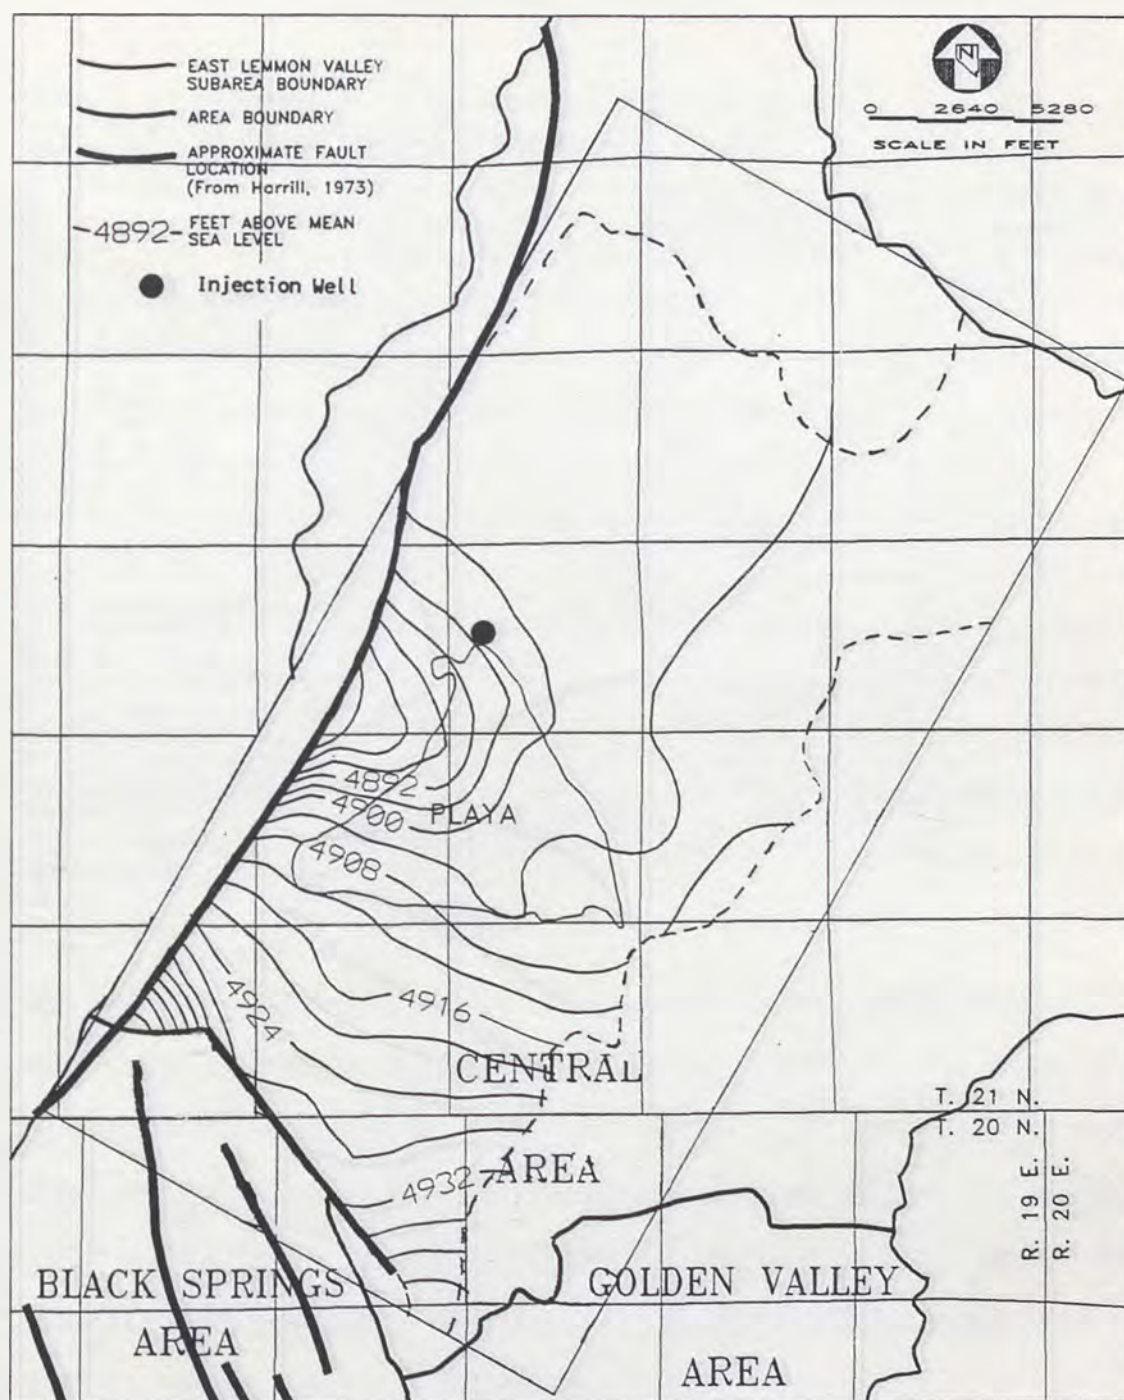 EAST LEMMON VALLEY
SUBAREA BOUNDARY
AREA BOUNDARY
APPROXIMATE FAULT
LOCATION
(From Harrill, 1973)
-4892- FEET ABOVE MEAN
SEA LEVEL
Injection Well
N
0 2640 5280
SCALE IN FEET
4892
4900
PLAYA
4908
4916
4924
CENTRAL
AREA
4932
T. 21 N.
T. 20 N.
R. 19 E.
R. 20 E.
BLACK SPRINGS
AREA
GOLDEN VALLEY
AREA